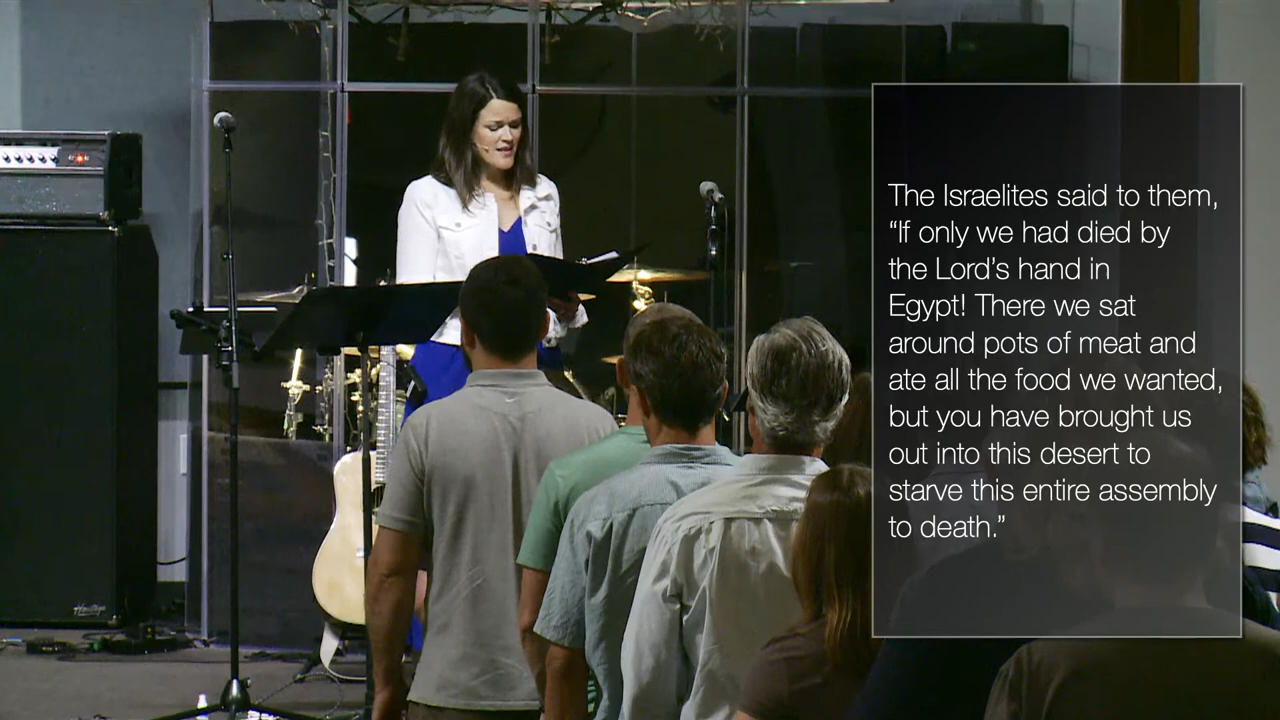 The Israelites said to them,
“If only we had died by
the Lord’s hand in
Egypt! There we sat
around pots of meat and
ate all the food we wanted,
but you have brought us
out into this desert to
starve this entire assembly
to death.”